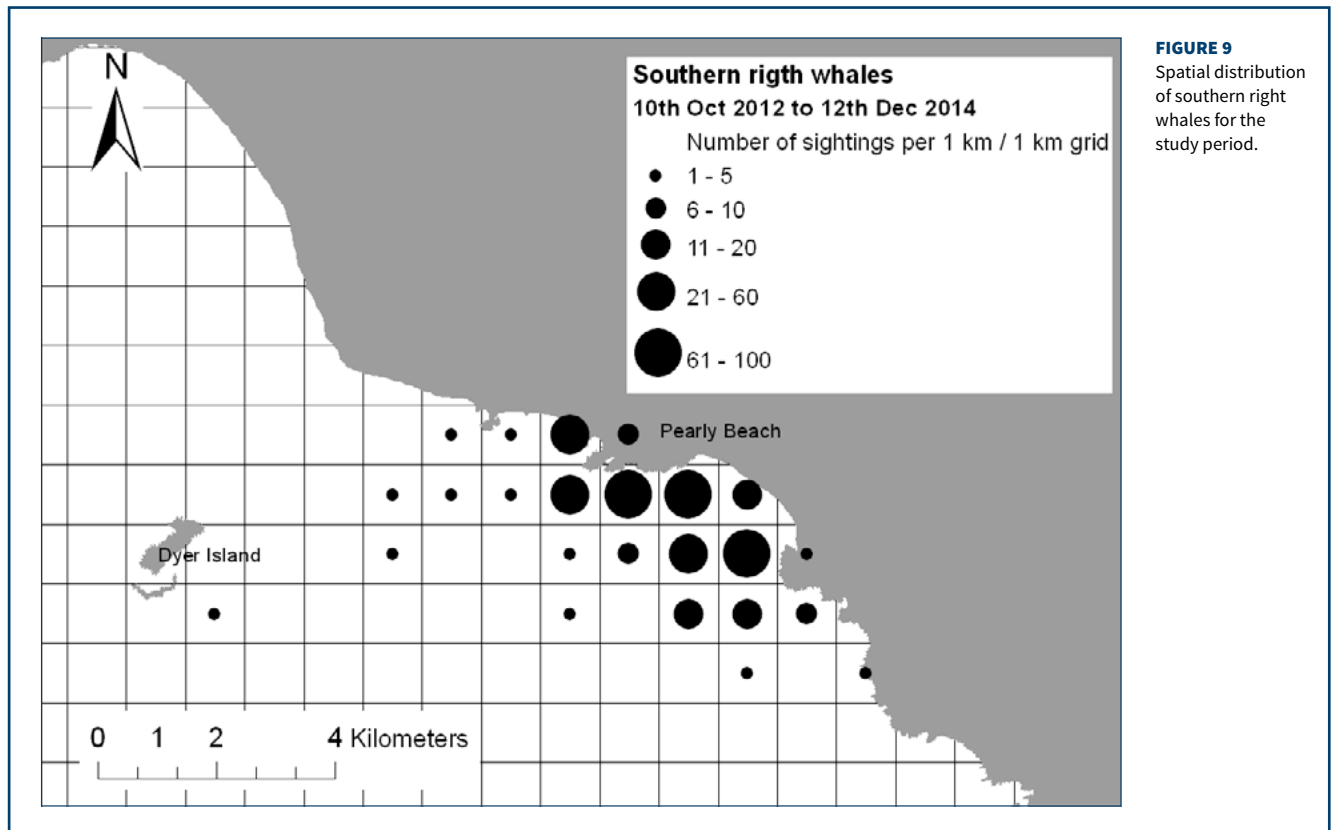 FIGURE 9
Spatial distribution
of southern right
whales for the
study period.
N
Southern rigth whales
10th Oct 2012 to 12th Dec 2014
Number of sightings per 1 km / 1 km grid
1 - 5
6 - 10
11 - 20
21 - 60
61 - 100
Pearly Beach
Dyer Island
0 1 2 4 Kilometers